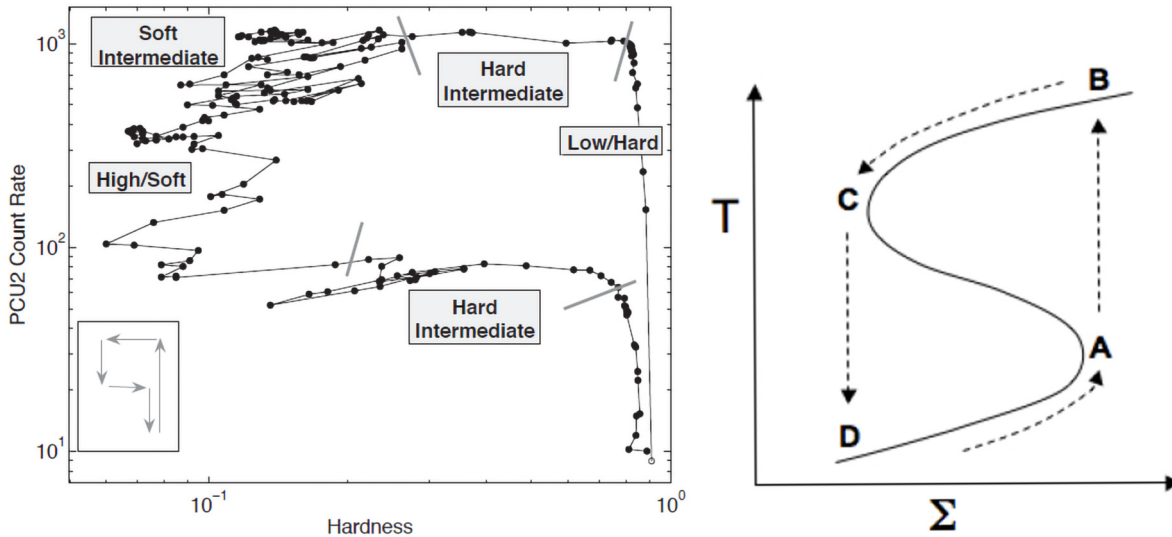 10³
Soft
Intermediate
Hard
Intermediate
Low/Hard
High/Soft
10²
Hard
Intermediate
10¹
PCU2 Count Rate
10⁻¹
10⁰
Hardness
T
B
C
A
D
Σ